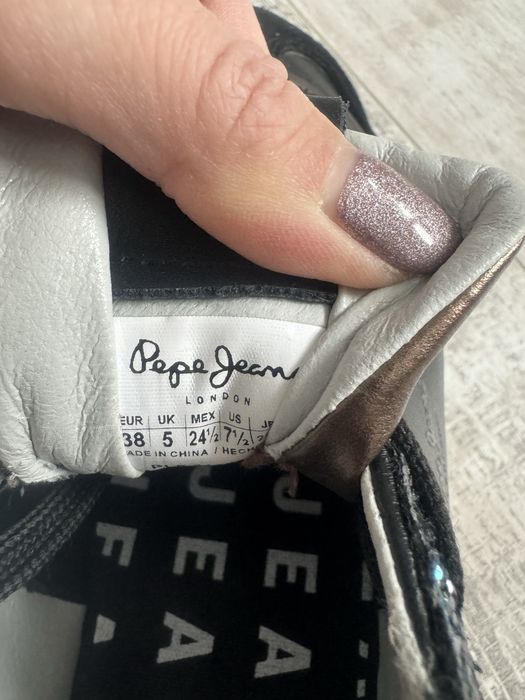 Pepe Jeans
LONDON
EUR UK MEX US
38 5 24½ 7½
MADE IN CHINA / HECH
J U J
E E F
A A